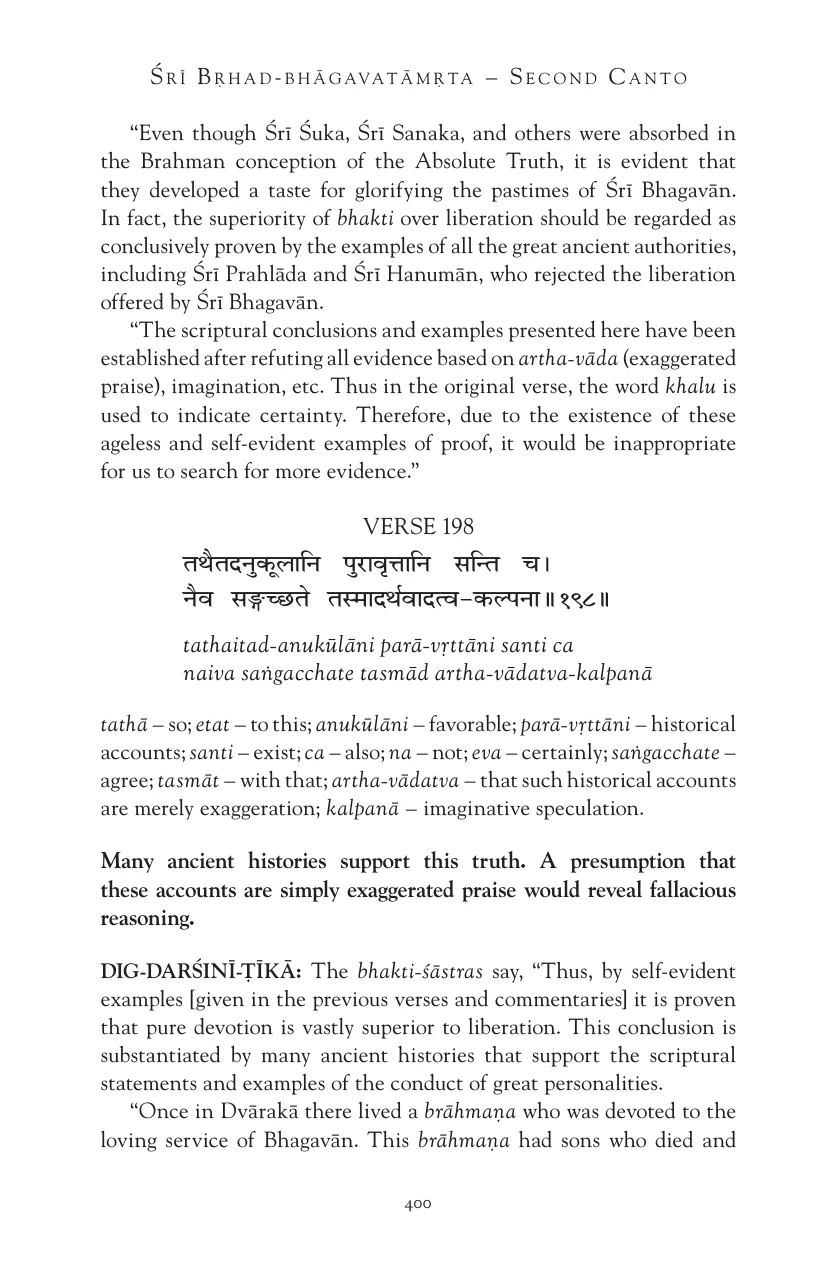 Śrī Bṛhad-bhāgavatāmṛta – Second Canto
“Even though Śrī Śuka, Śrī Sanaka, and others were absorbed in
the Brahman conception of the Absolute Truth, it is evident that
they developed a taste for glorifying the pastimes of Śrī Bhagavān.
In fact, the superiority of bhakti over liberation should be regarded as
conclusively proven by the examples of all the great ancient authorities,
including Śrī Prahlāda and Śrī Hanumān, who rejected the liberation
offered by Śrī Bhagavān.
“The scriptural conclusions and examples presented here have been
established after refuting all evidence based on artha-vāda (exaggerated
praise), imagination, etc. Thus in the original verse, the word khalu is
used to indicate certainty. Therefore, due to the existence of these
ageless and self-evident examples of proof, it would be inappropriate
for us to search for more evidence.”
VERSE 198
तथैतदनुकूलानि पुरावृत्तानि सन्ति च।
नैव सङ्गच्छते तस्मादर्थवादत्व-कल्पना॥१९८॥
tathaitad-anukūlāni parā-vṛttāni santi ca
naiva saṅgacchate tasmād artha-vādatva-kalpanā
tathā – so; etat – to this; anukūlāni – favorable; parā-vṛttāni – historical
accounts; santi – exist; ca – also; na – not; eva – certainly; saṅgacchate –
agree; tasmāt – with that; artha-vādatva – that such historical accounts
are merely exaggeration; kalpanā – imaginative speculation.
Many ancient histories support this truth. A presumption that
these accounts are simply exaggerated praise would reveal fallacious
reasoning.
DIG-DARŚINĪ-ṬĪKĀ: The bhakti-śāstras say, “Thus, by self-evident
examples [given in the previous verses and commentaries] it is proven
that pure devotion is vastly superior to liberation. This conclusion is
substantiated by many ancient histories that support the scriptural
statements and examples of the conduct of great personalities.
“Once in Dvārakā there lived a brāhmaṇa who was devoted to the
loving service of Bhagavān. This brāhmaṇa had sons who died and
400